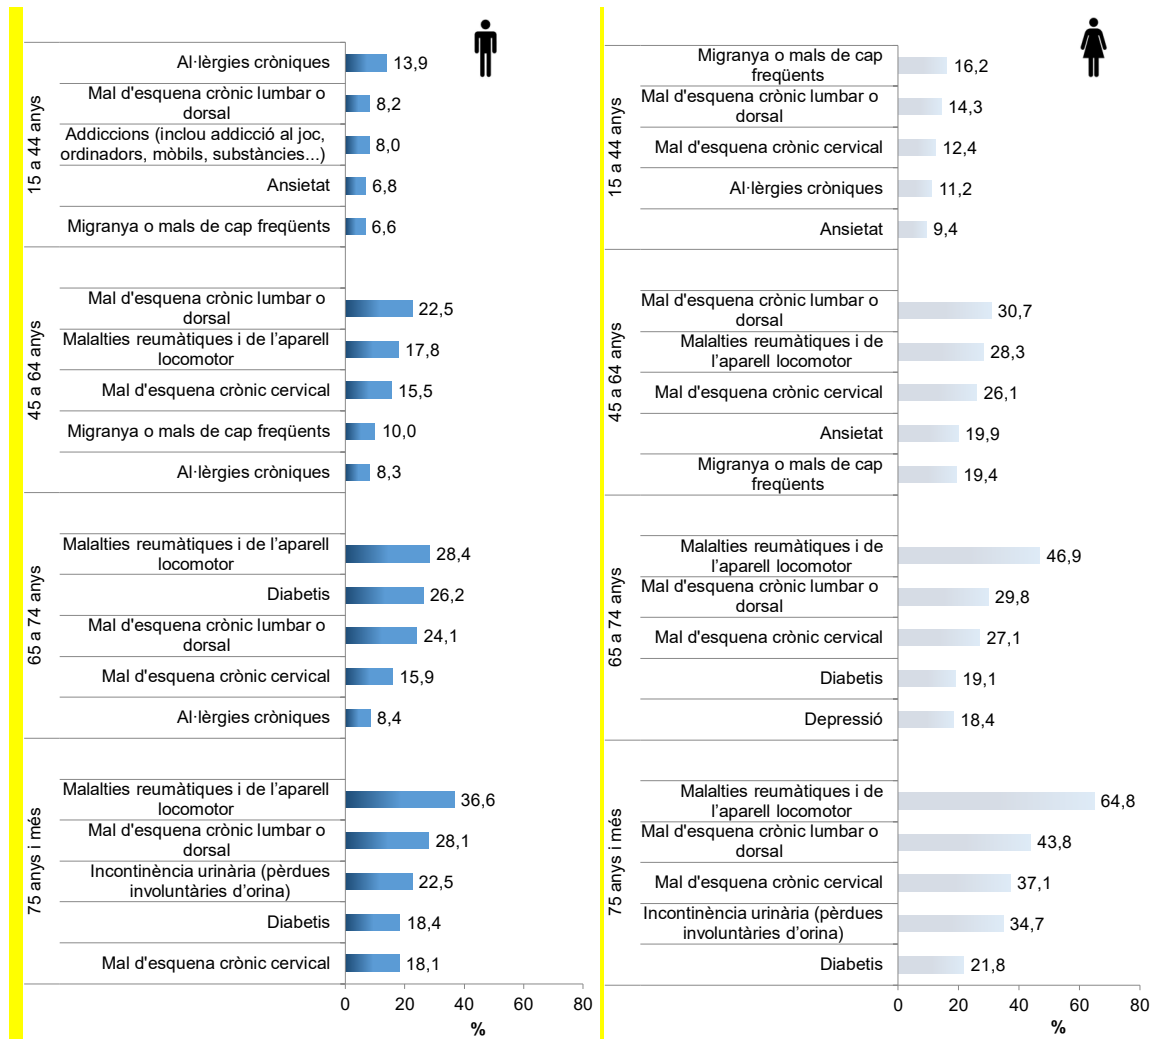 15 a 44 anys
Al·lèrgies cròniques
13,9
Mal d'esquena crònic lumbar o
dorsal
8,2
Addiccions (inclou addicció al joc,
ordinadors, mòbils, substàncies...)
8,0
Ansietat
6,8
Migranya o mals de cap freqüents
6,6
45 a 64 anys
Mal d'esquena crònic lumbar o
dorsal
22,5
Malalties reumàtiques i de l’aparell
locomotor
17,8
Mal d'esquena crònic cervical
15,5
Migranya o mals de cap freqüents
10,0
Al·lèrgies cròniques
8,3
65 a 74 anys
Malalties reumàtiques i de l’aparell
locomotor
28,4
Diabetis
26,2
Mal d'esquena crònic lumbar o
dorsal
24,1
Mal d'esquena crònic cervical
15,9
Al·lèrgies cròniques
8,4
75 anys i més
Malalties reumàtiques i de l’aparell
locomotor
36,6
Mal d'esquena crònic lumbar o
dorsal
28,1
Incontinència urinària (pèrdues
involuntàries d’orina)
22,5
Diabetis
18,4
Mal d'esquena crònic cervical
18,1
0 20 40 60 80
%
15 a 44 anys
Migranya o mals de cap
freqüents
16,2
Mal d'esquena crònic lumbar o
dorsal
14,3
Mal d'esquena crònic cervical
12,4
Al·lèrgies cròniques
11,2
Ansietat
9,4
45 a 64 anys
Mal d'esquena crònic lumbar o
dorsal
30,7
Malalties reumàtiques i de
l’aparell locomotor
28,3
Mal d'esquena crònic cervical
26,1
Ansietat
19,9
Migranya o mals de cap
freqüents
19,4
65 a 74 anys
Malalties reumàtiques i de
l’aparell locomotor
46,9
Mal d'esquena crònic lumbar o
dorsal
29,8
Mal d'esquena crònic cervical
27,1
Diabetis
19,1
Depressió
18,4
75 anys i més
Malalties reumàtiques i de
l’aparell locomotor
64,8
Mal d'esquena crònic lumbar o
dorsal
43,8
Mal d'esquena crònic cervical
37,1
Incontinència urinària (pèrdues
involuntàries d’orina)
34,7
Diabetis
21,8
0 20 40 60 80
%